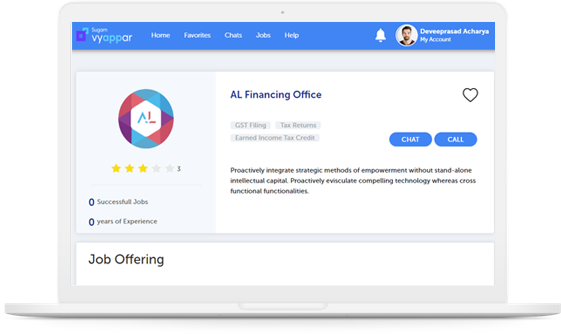 Sugam
vyappar
Home Favorites Chats Jobs Help
Deveeprasad Acharya
My Account
AL
AL Financing Office
GST Filing Tax Returns
Earned Income Tax Credit
CHAT CALL
3
Proactively integrate strategic methods of empowerment without stand-alone
intellectual capital. Proactively evisculate compelling technology whereas cross
functional functionalities.
0 Successfull Jobs
0 years of Experience
Job Offering